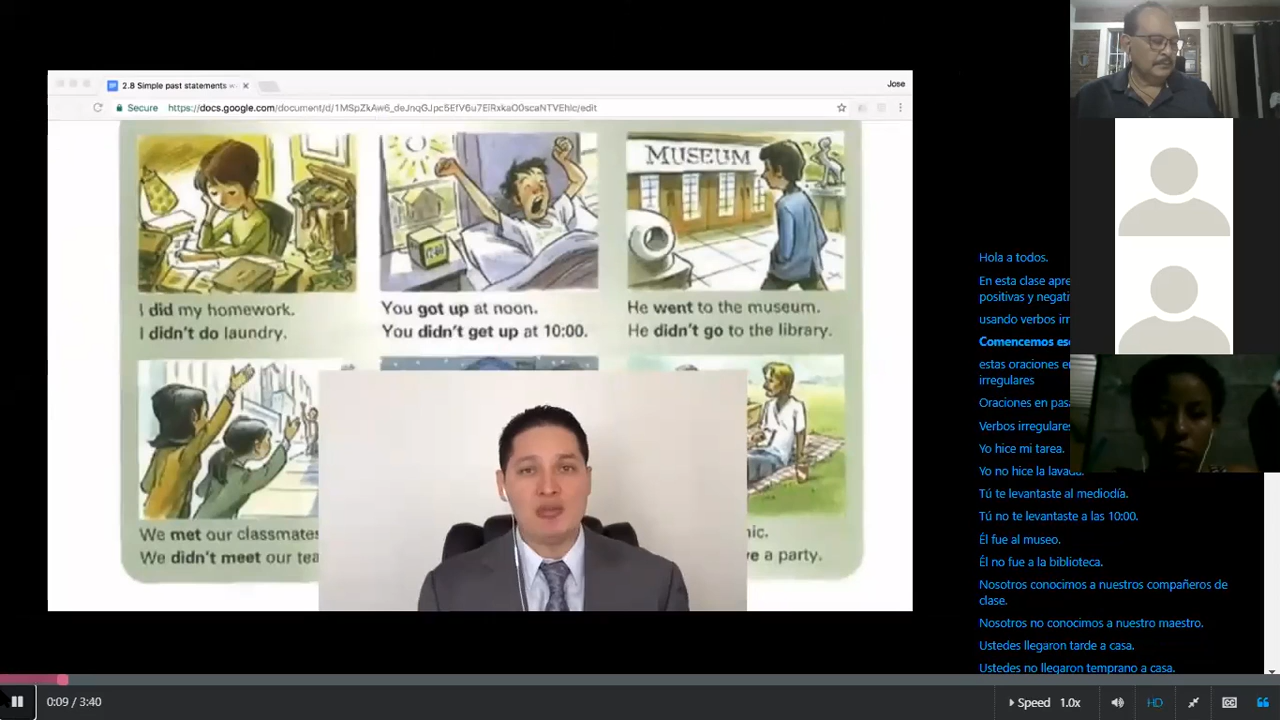 2.8 Simple past statements w
Jose
Secure https://docs.google.com/document/d/1MSpZkAw6_deJnqGJpc5EfV6u7ElRxkaO0scaNTVEhlc/edit
MUSEUM
I did my homework.
I didn't do laundry.
You got up at noon.
You didn't get up at 10:00.
He went to the museum.
He didn't go to the library.
We met our classmates
We didn't meet our tea
nic.
ve a party.
Hola a todos.
En esta clase apre
positivas y negati
usando verbos irr
Comencemos es
estas oraciones e
irregulares
Oraciones en pas
Verbos irregulares
Yo hice mi tarea.
Yo no hice la lavada.
Tú te levantaste al mediodía.
Tú no te levantaste a las 10:00.
Él fue al museo.
Él no fue a la biblioteca.
Nosotros conocimos a nuestros compañeros de
clase.
Nosotros no conocimos a nuestro maestro.
Ustedes llegaron tarde a casa.
Ustedes no llegaron temprano a casa.
0:09 / 3:40
Speed 1.0x
HD
CC